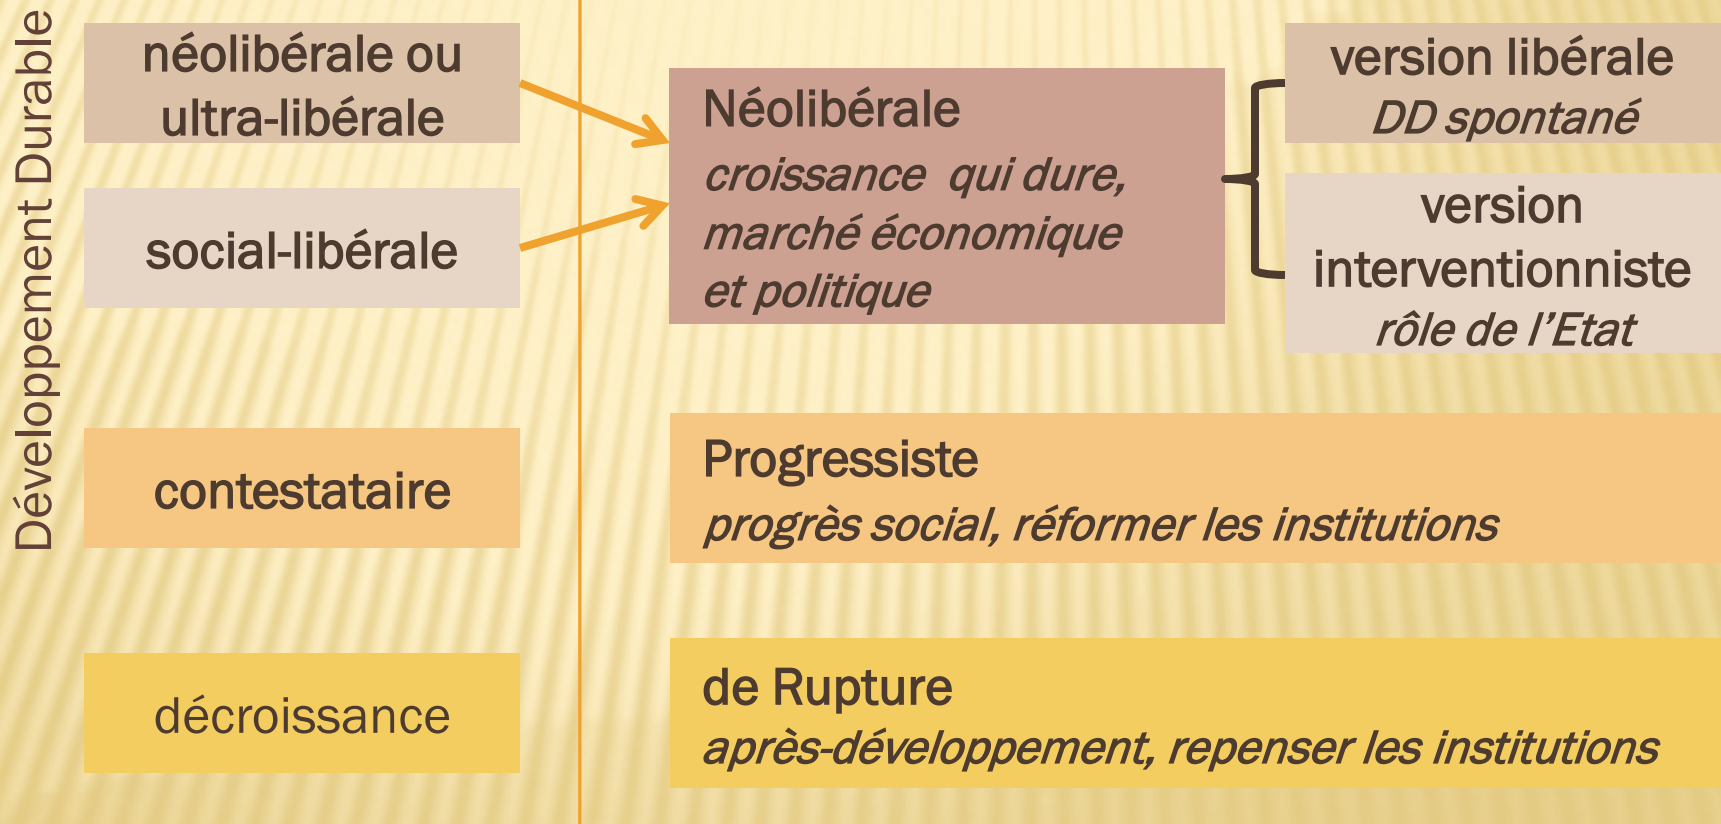 Développement Durable
néolibérale ou
ultra-libérale
social-libérale
contestataire
décroissance
Néolibérale
croissance  qui dure,
marché économique
et politique
version libérale
DD spontané
version
interventionniste
rôle de l’Etat
Progressiste
progrès social, réformer les institutions
de Rupture
après-développement, repenser les institutions